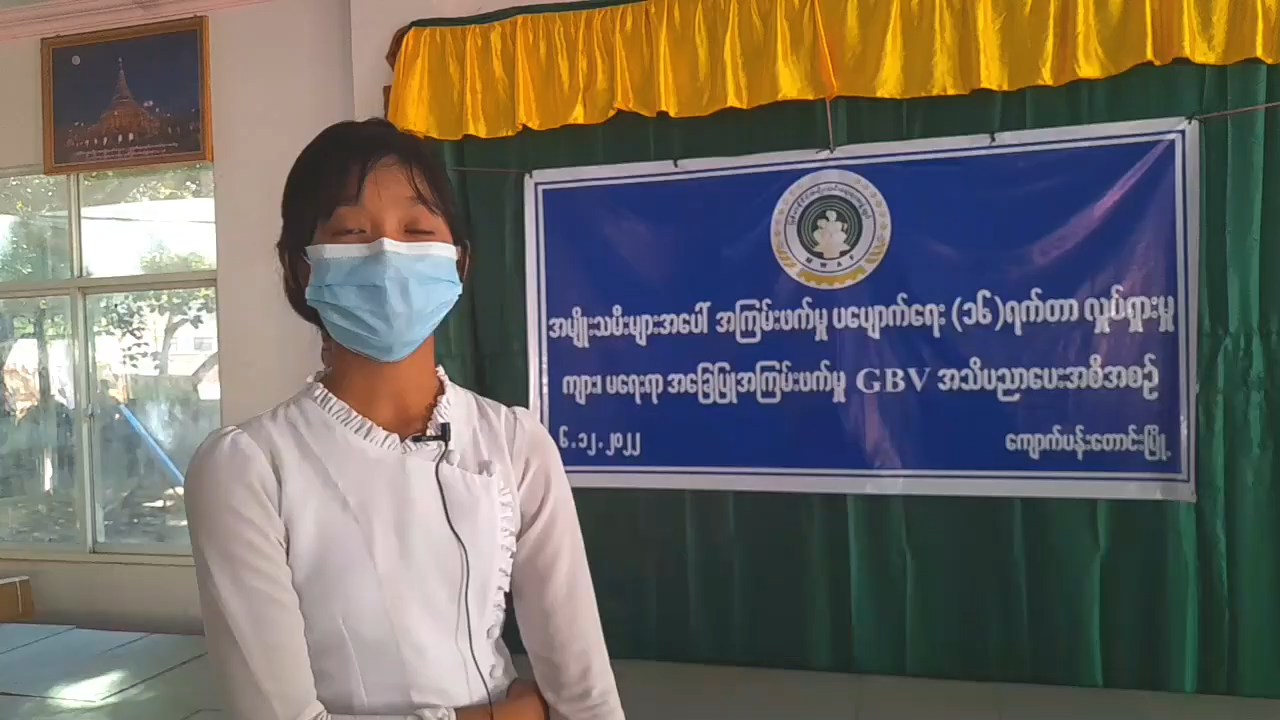 MWAF
အမျိုးသမီးများအပေါ် အကြမ်းဖက်မှု ပပျောက်ရေး (၁၆)ရက်တာ လှုပ်ရှားမှု
ကျား၊ မရေးရာ အခြေပြုအကြမ်းဖက်မှု GBV အသိပညာပေးအစီအစဉ်
၆.၁၂.၂၀၂၂
ကျောက်ပန်းတောင်းမြို့